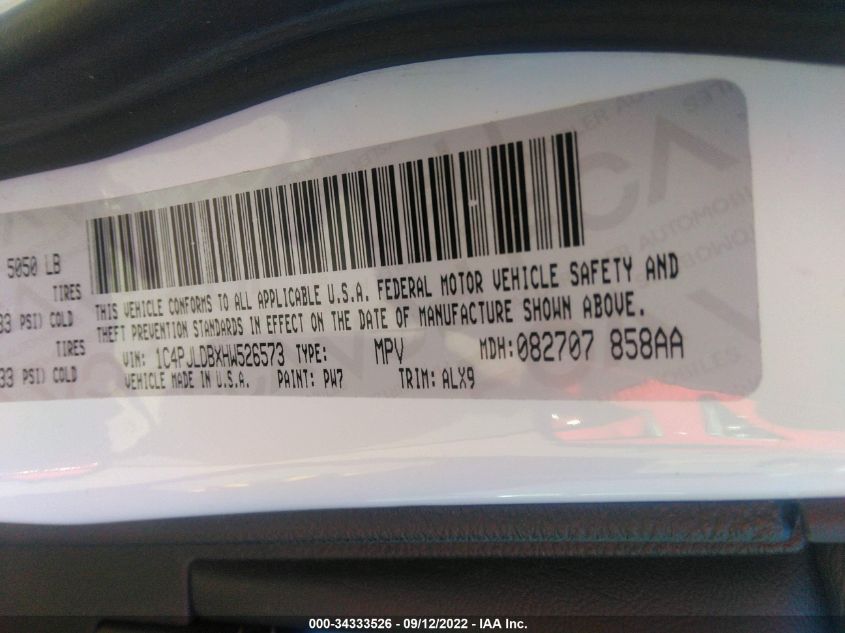 5050 LB
TIRES
33 PSI) COLD
TIRES
33 PSI) COLD
THIS VEHICLE CONFORMS TO ALL APPLICABLE U.S.A. FEDERAL MOTOR VEHICLE SAFETY AND
THEFT PREVENTION STANDARDS IN EFFECT ON THE DATE OF MANUFACTURE SHOWN ABOVE.
VIN: 1C4PJLDBXHW526573 TYPE: MPV MDH:082707 858AA
VEHICLE MADE IN U.S.A. PAINT: PW7 TRIM: ALX9
000-34333526 - 09/12/2022 - IAA Inc.